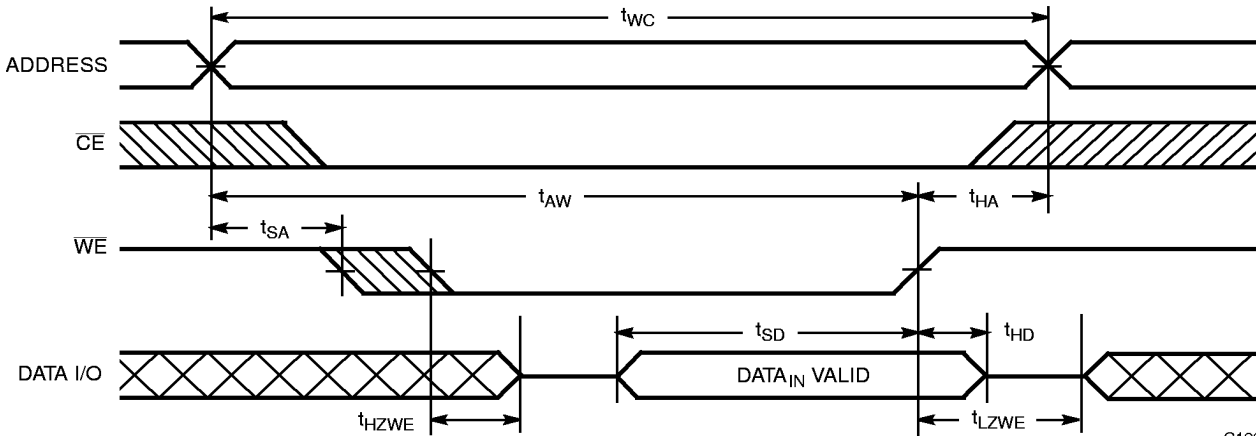 tWC
ADDRESS
CE
tAW
tHA
tSA
WE
tSD
tHD
DATA I/O
DATAIN VALID
tHZWE
tLZWE